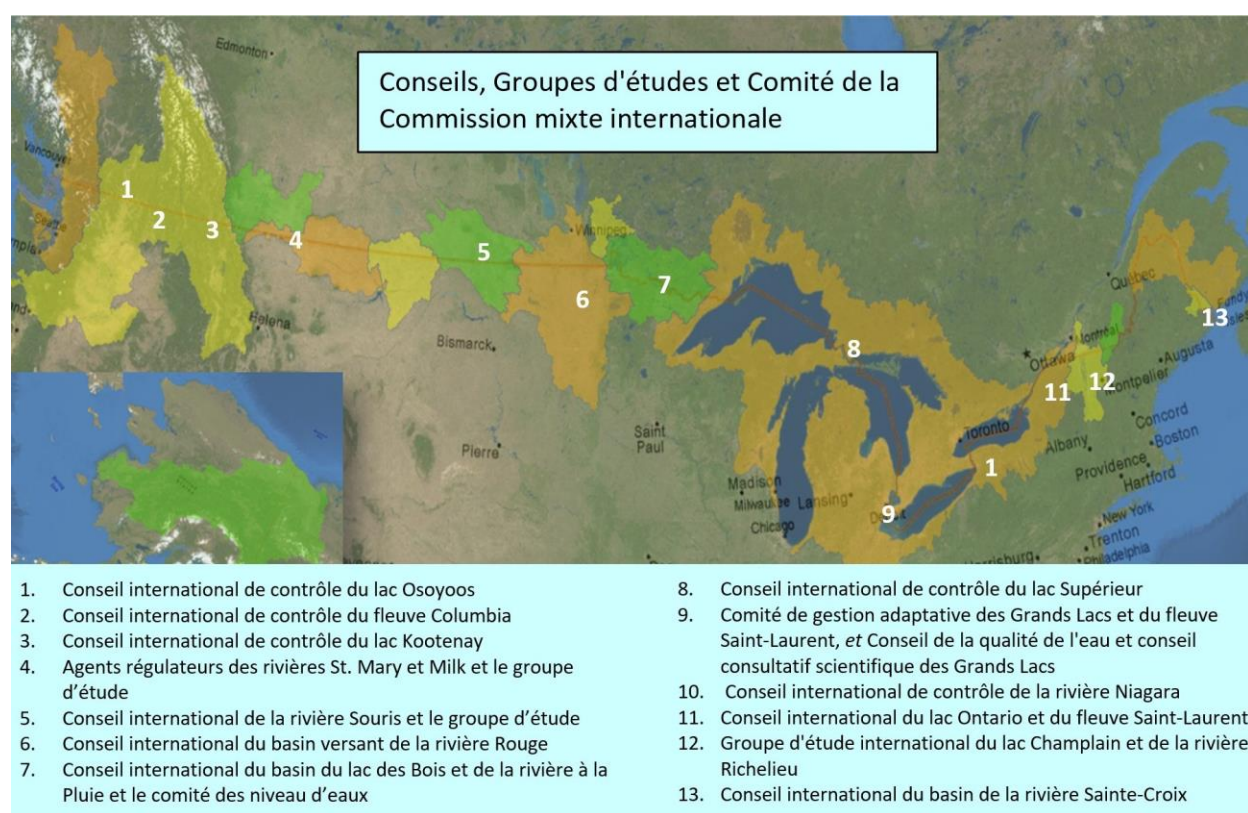 Conseils, Groupes d'études et Comité de la
Commission mixte internationale
Edmonton
Vancouver
Seattle
Helena
Winnipeg
Bismarck
Pierre
Saint
Paul
Madison
Milwaukee
Lansing
Chicago
Detroit
Toronto
Ottawa
Montréal
Québec
Augusta
Montpelier
Concord
Boston
Albany
Providence
Hartford
New York
Trenton
Philadelphia
Harrisburg
Fundy
1
2
3
4
5
6
7
8
9
1
11
12
13
1. Conseil international de contrôle du lac Osoyoos
2. Conseil international de contrôle du fleuve Columbia
3. Conseil international de contrôle du lac Kootenay
4. Agents régulateurs des rivières St. Mary et Milk et le groupe
d'étude
5. Conseil international de la rivière Souris et le groupe d'étude
6. Conseil international du basin versant de la rivière Rouge
7. Conseil international du basin du lac des Bois et de la rivière à la
Pluie et le comité des niveau d'eaux
8. Conseil international de contrôle du lac Supérieur
9. Comité de gestion adaptative des Grands Lacs et du fleuve
Saint-Laurent, et Conseil de la qualité de l'eau et conseil
consultatif scientifique des Grands Lacs
10. Conseil international de contrôle de la rivière Niagara
11. Conseil international du lac Ontario et du fleuve Saint-Laurent
12. Groupe d'étude international du lac Champlain et de la rivière
Richelieu
13. Conseil international du basin de la rivière Sainte-Croix